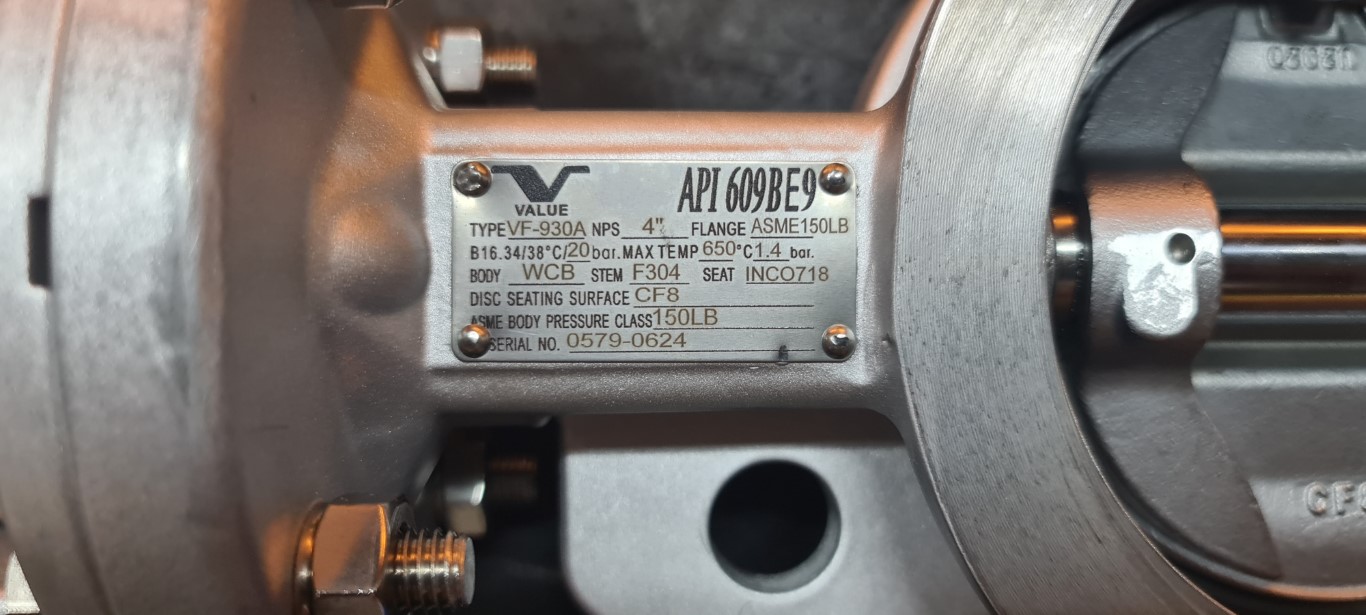 VALUE
API 609BE9
TYPE VF-930A NPS 4" FLANGE ASME150LB
B16.34/38°C/20 bar. MAX TEMP 650°C 1.4 bar.
BODY WCB STEM F304 SEAT INCO718
DISC SEATING SURFACE CF8
ASME BODY PRESSURE CLASS 150LB
SERIAL NO. 0579-0624